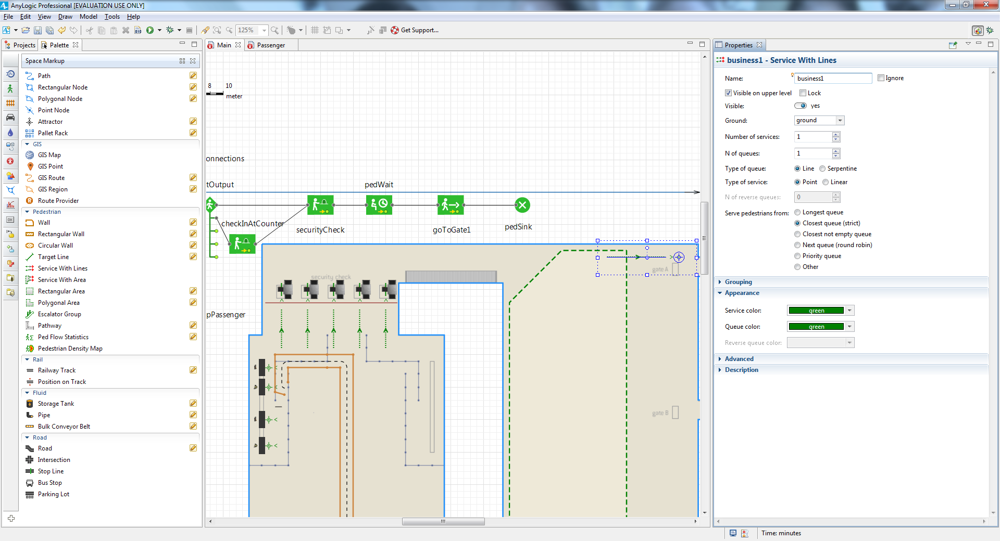 AnyLogic Professional [EVALUATION USE ONLY]
File Edit View Draw Model Tools Help
125% Get Support...
Projects Palette
Space Markup
Path
Rectangular Node
Polygonal Node
Point Node
Attractor
Pallet Rack
GIS
GIS Map
GIS Point
GIS Route
GIS Region
Route Provider
Pedestrian
Wall
Rectangular Wall
Circular Wall
Target Line
Service With Lines
Service With Area
Rectangular Area
Polygonal Area
Escalator Group
Pathway
Ped Flow Statistics
Pedestrian Density Map
Rail
Railway Track
Position on Track
Fluid
Storage Tank
Pipe
Bulk Conveyor Belt
Road
Road
Intersection
Stop Line
Bus Stop
Parking Lot
Main Passenger
8 10
meter
onnections
tOutput
pedWait
checkInAtCounter
securityCheck
goToGate1
pedSink
security check
gate A
pPassenger
gate B
Properties
business1 - Service With Lines
Name: business1 Ignore
Visible on upper level Lock
Visible: yes
Ground: ground
Number of services: 1
N of queues: 1
Type of queue: Line Serpentine
Type of service: Point Linear
N of reverse queues: 0
Serve pedestrians from: Longest queue
Closest queue (strict)
Closest not empty queue
Next queue (round robin)
Priority queue
Other
Grouping
Appearance
Service color: green
Queue color: green
Reverse queue color:
Advanced
Description
Time: minutes